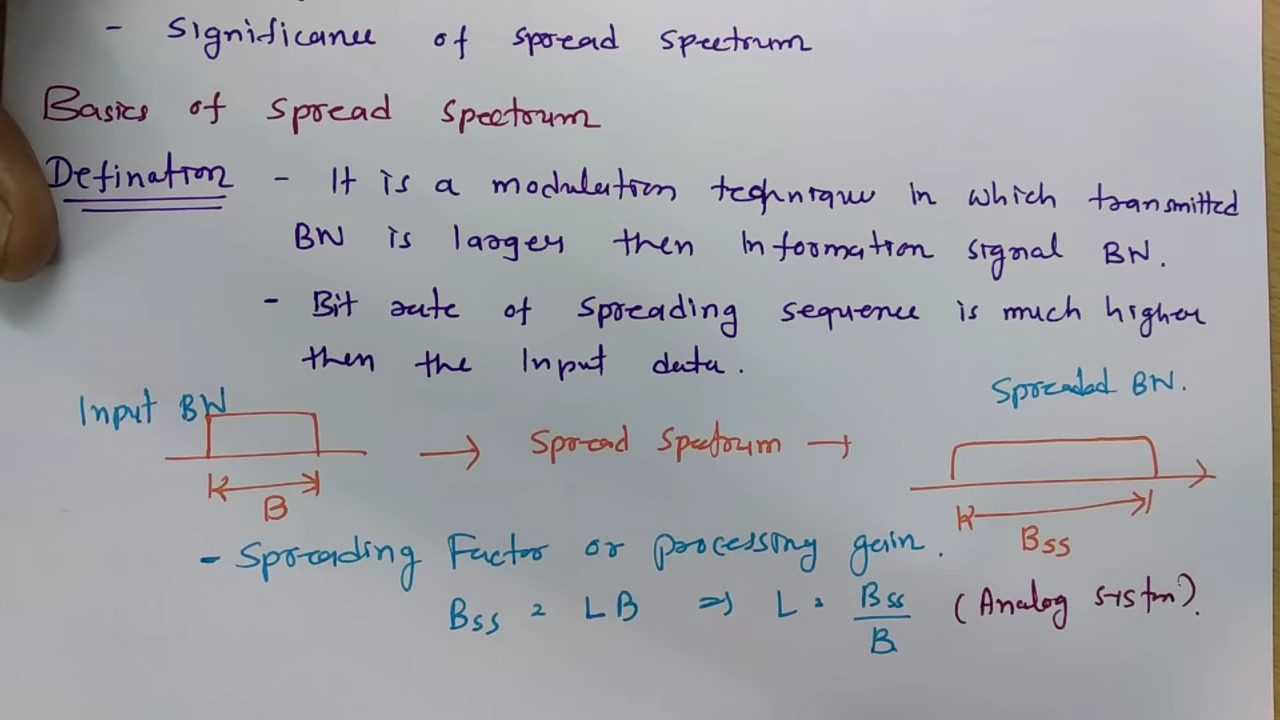 - Significance of spread spectrum
Basics of spread spectrum
Defination - It is a modulation technique in which transmitted
BW is larger then Information signal BW.
- Bit rate of spreading sequence is much higher
then the Input data.
Spreaded BW.
Input BW
→ Spread Spectrum →
B
Bss
- Spreading Factor or processing gain.
Bss = LB ⇒ L = Bss/B (Analog system).